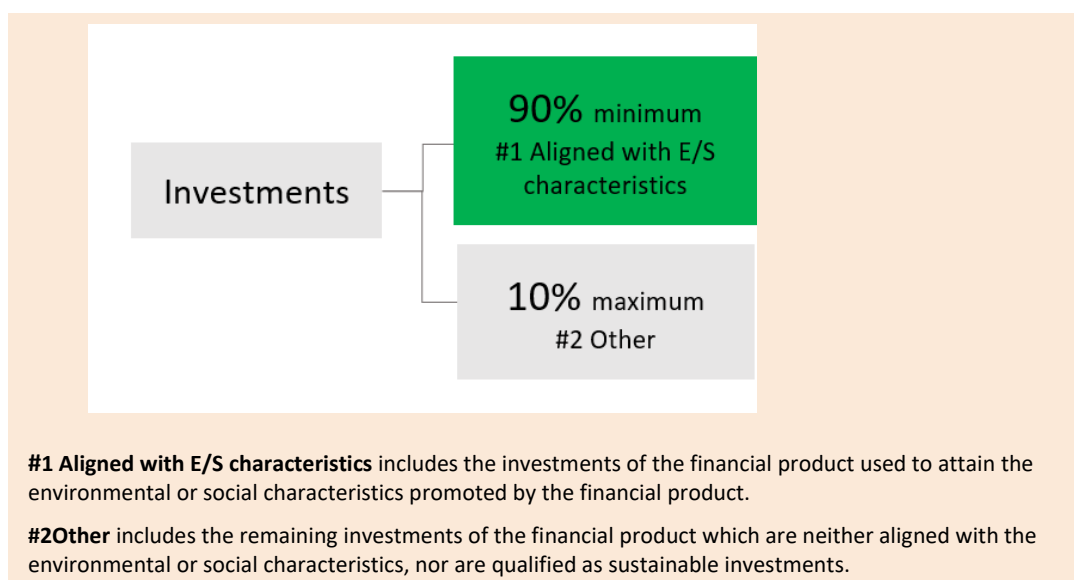 90% minimum
#1 Aligned with E/S
characteristics
Investments
10% maximum
#2 Other
#1 Aligned with E/S characteristics includes the investments of the financial product used to attain the
environmental or social characteristics promoted by the financial product.
#2Other includes the remaining investments of the financial product which are neither aligned with the
environmental or social characteristics, nor are qualified as sustainable investments.